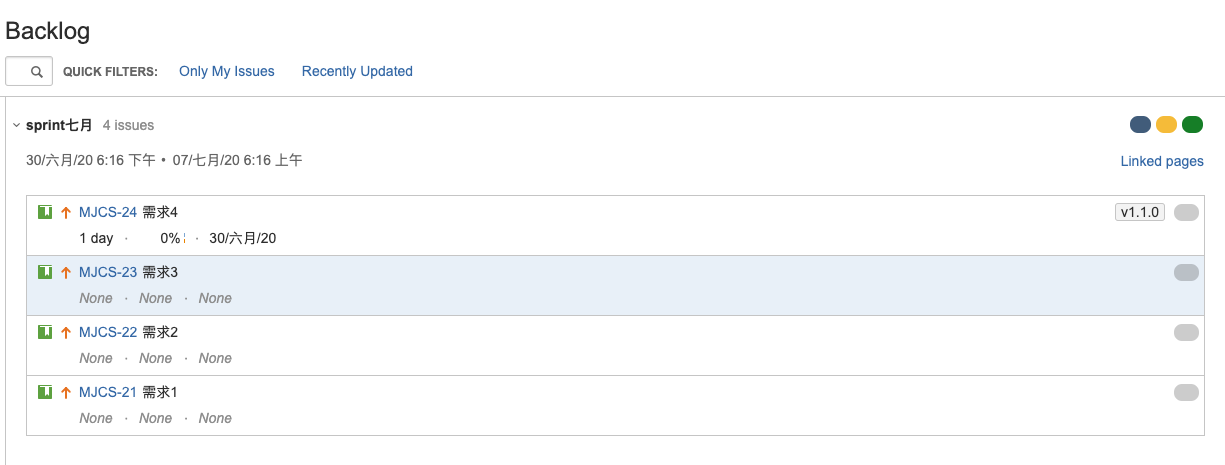 Backlog
QUICK FILTERS: Only My Issues Recently Updated
sprint七月 4 issues
30/六月/20 6:16 下午 • 07/七月/20 6:16 上午 Linked pages
MJCS-24 需求4 v1.1.0
1 day · 0% · 30/六月/20
MJCS-23 需求3
None · None · None
MJCS-22 需求2
None · None · None
MJCS-21 需求1
None · None · None